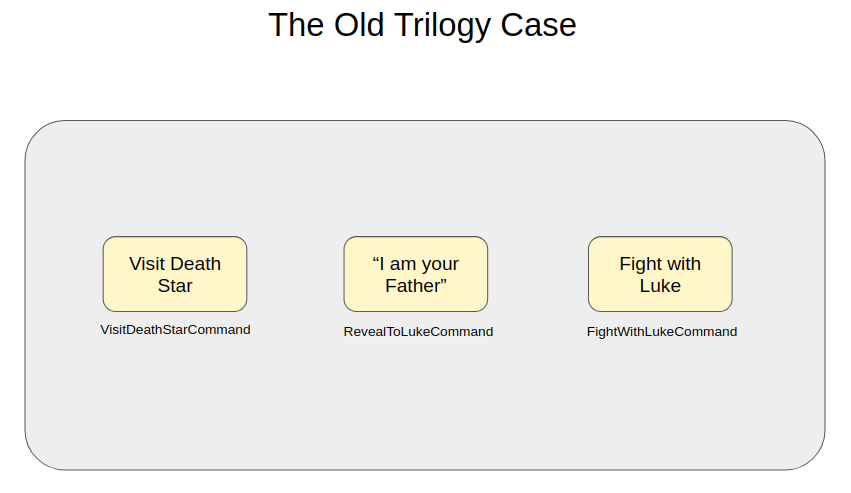 The Old Trilogy Case
Visit Death
Star
VisitDeathStarCommand
“I am your
Father”
RevealToLukeCommand
Fight with
Luke
FightWithLukeCommand